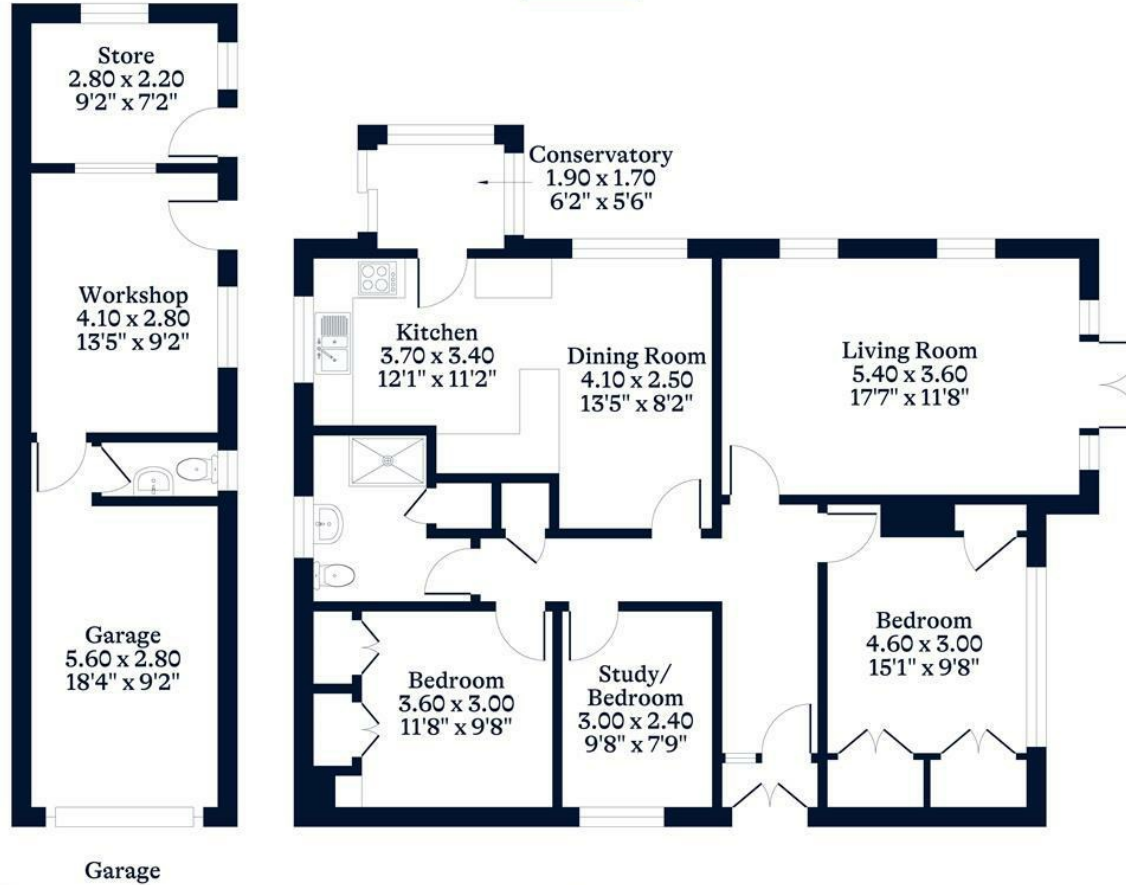 Store
2.80 x 2.20
9'2" x 7'2"
Conservatory
1.90 x 1.70
6'2" x 5'6"
Workshop
4.10 x 2.80
13'5" x 9'2"
Kitchen
3.70 x 3.40
12'1" x 11'2"
Dining Room
4.10 x 2.50
13'5" x 8'2"
Living Room
5.40 x 3.60
17'7" x 11'8"
Garage
5.60 x 2.80
18'4" x 9'2"
Bedroom
3.60 x 3.00
11'8" x 9'8"
Study/
Bedroom
3.00 x 2.40
9'8" x 7'9"
Bedroom
4.60 x 3.00
15'1" x 9'8"
Garage